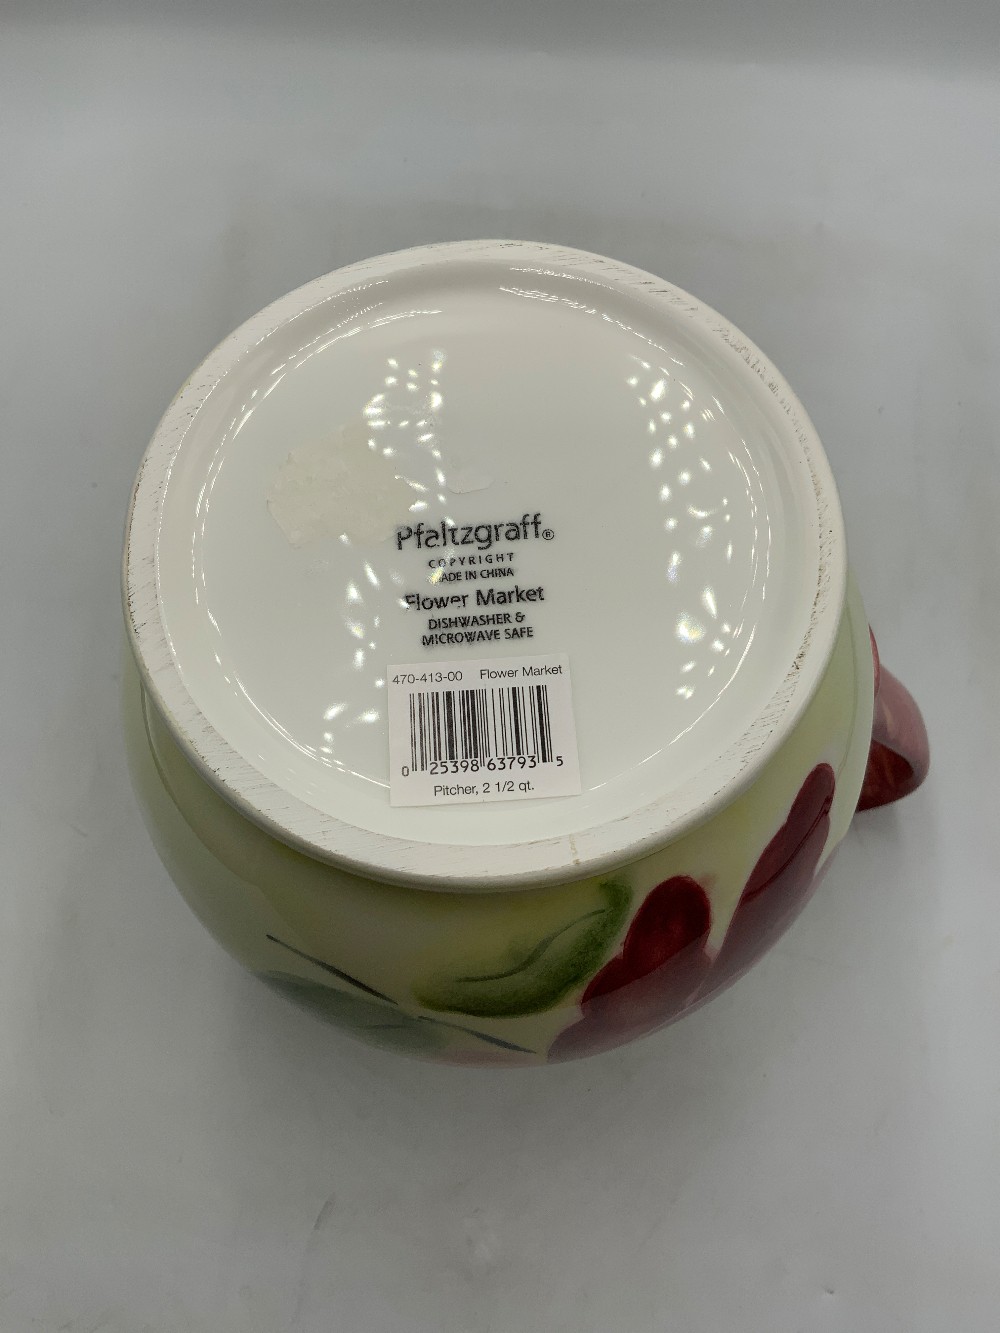 Pfaltzgraff®
COPYRIGHT
MADE IN CHINA
Flower Market
DISHWASHER &
MICROWAVE SAFE
470-413-00 Flower Market
0 25398 63793 5
Pitcher, 2 1/2 qt.